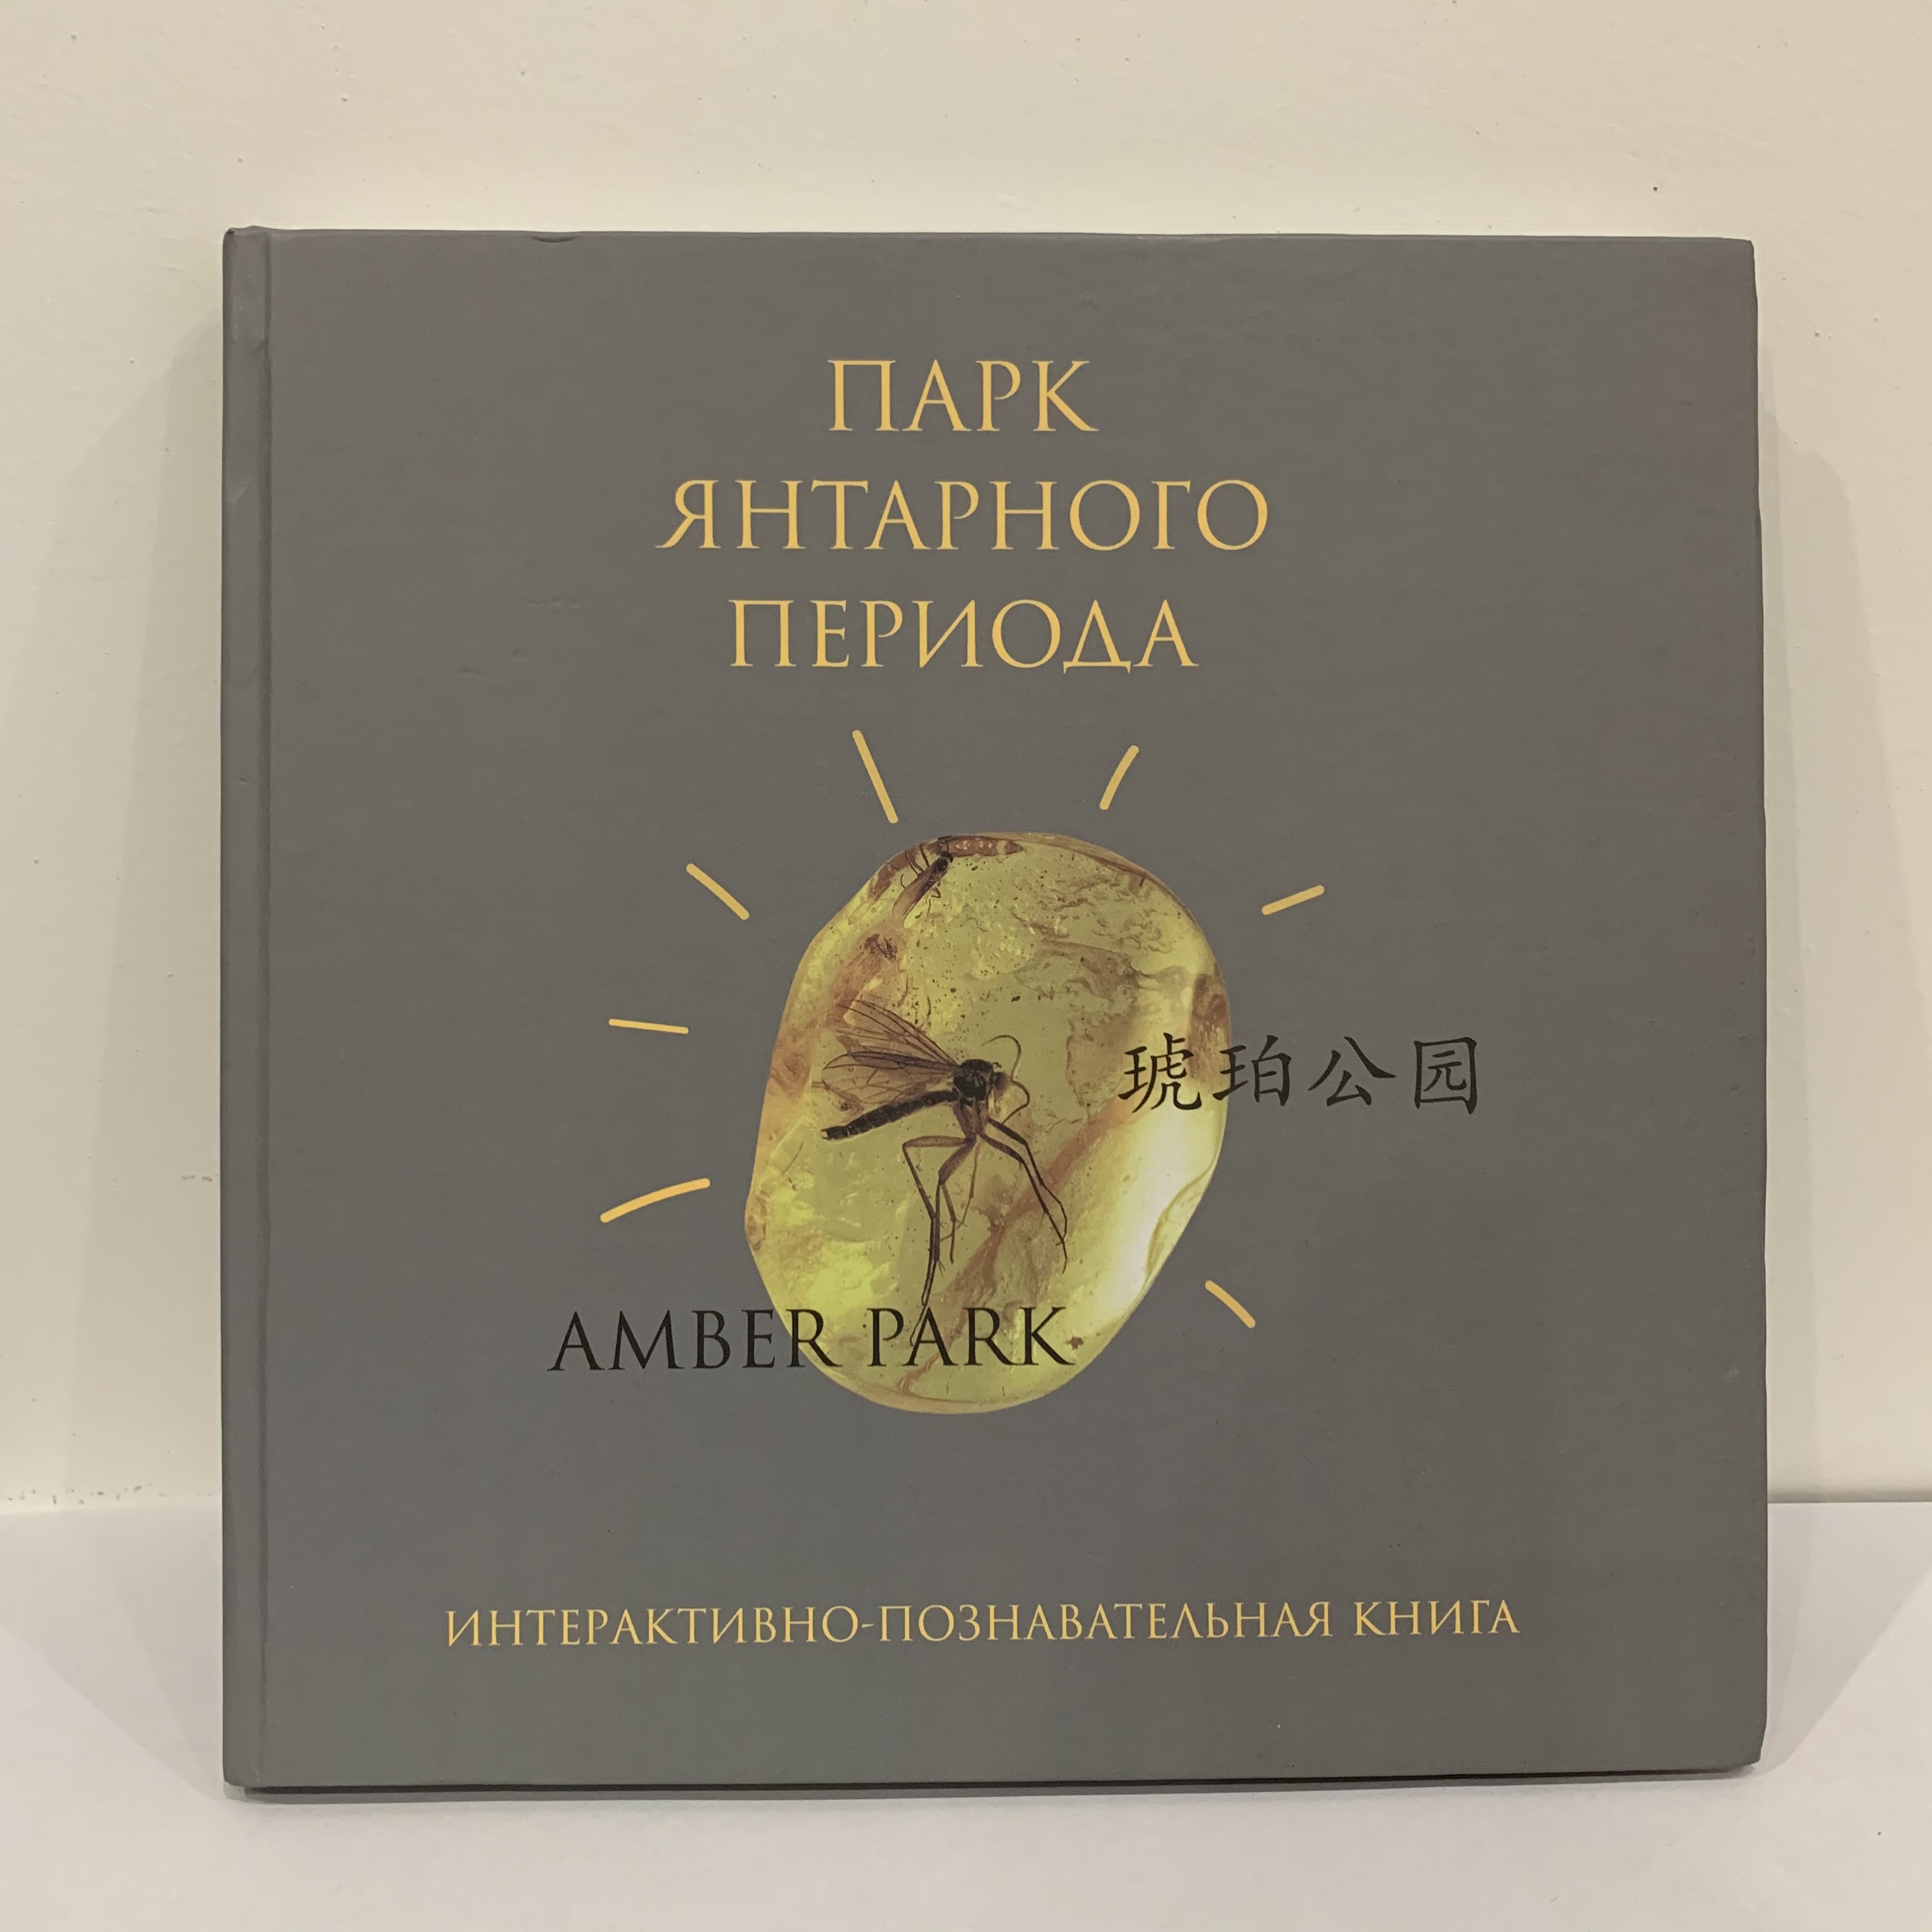 ПАРК
ЯНТАРНОГО
ПЕРИОДА
琥珀公园
AMBER PARK
ИНТЕРАКТИВНО-ПОЗНАВАТЕЛЬНАЯ КНИГА